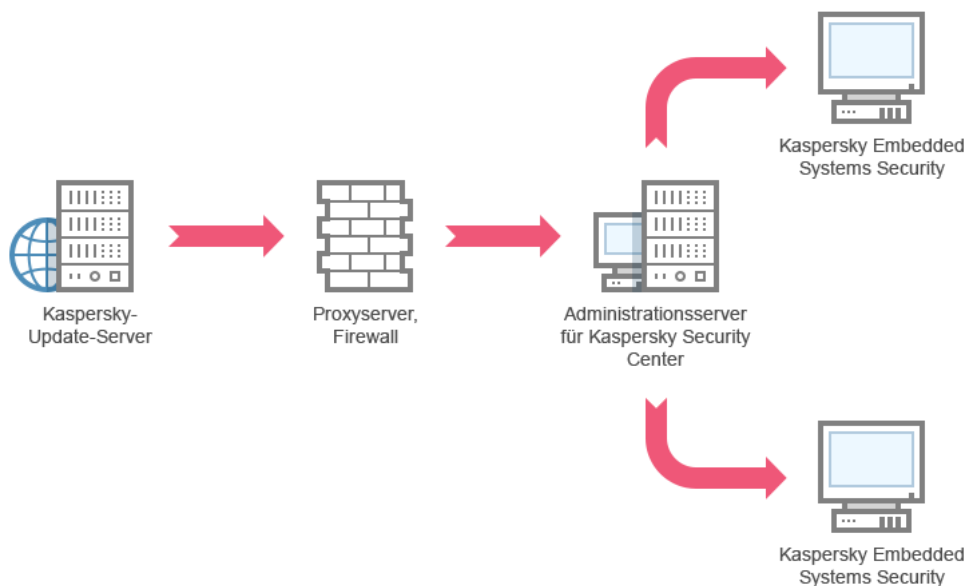 Kaspersky Embedded
Systems Security
Kaspersky-
Update-Server
Proxyserver,
Firewall
Administrationsserver
für Kaspersky Security
Center
Kaspersky Embedded
Systems Security